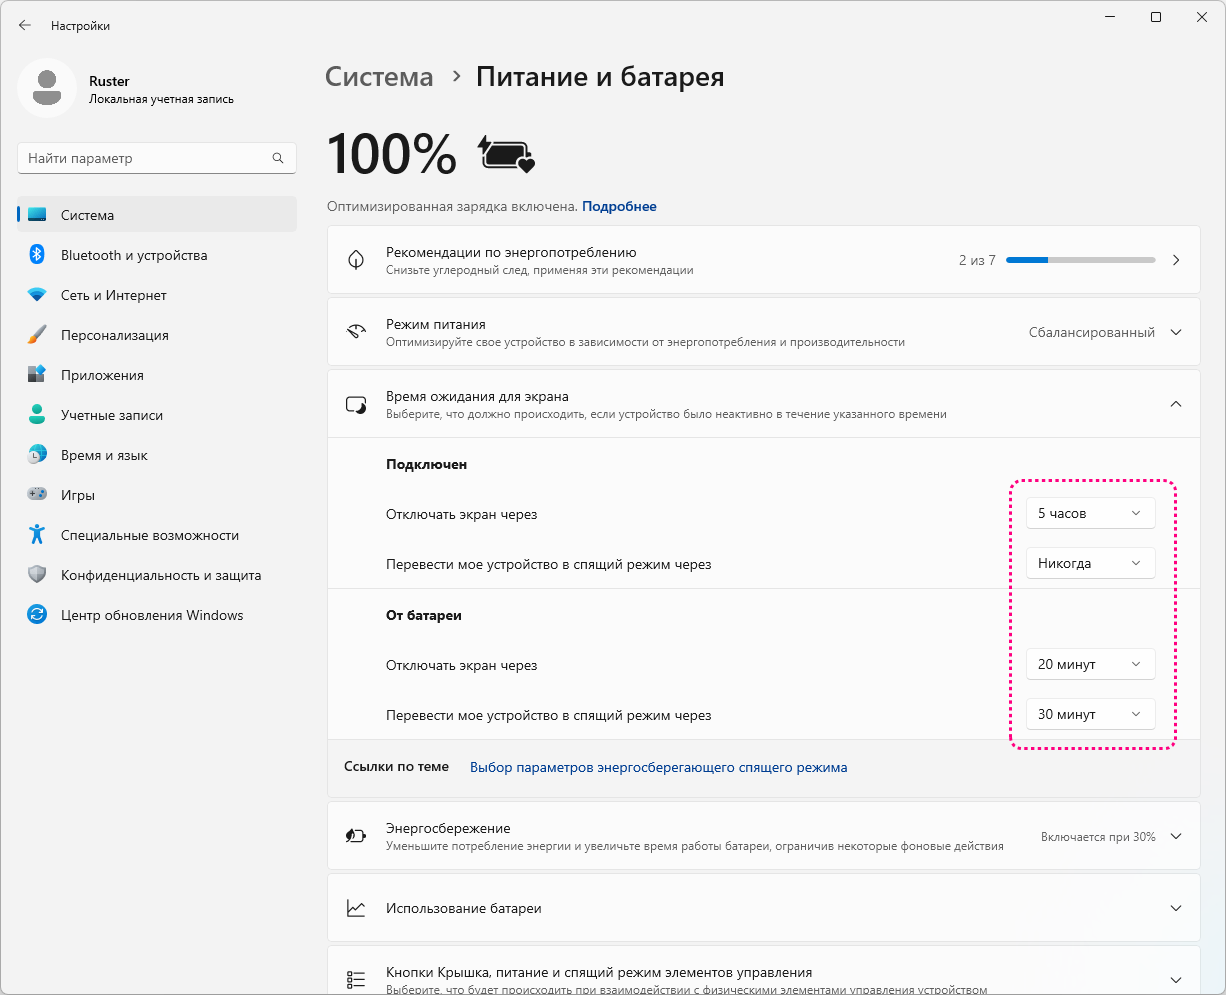 Настройки
Ruster
Локальная учетная запись
Найти параметр
Система
Bluetooth и устройства
Сеть и Интернет
Персонализация
Приложения
Учетные записи
Время и язык
Игры
Специальные возможности
Конфиденциальность и защита
Центр обновления Windows
Система > Питание и батарея
100%
Оптимизированная зарядка включена. Подробнее
Рекомендации по энергопотреблению
Снизьте углеродный след, применяя эти рекомендации
2 из 7
Режим питания
Оптимизируйте свое устройство в зависимости от энергопотребления и производительности
Сбалансированный
Время ожидания для экрана
Выберите, что должно происходить, если устройство было неактивно в течение указанного времени
Подключен
Отключать экран через
5 часов
Перевести мое устройство в спящий режим через
Никогда
От батареи
Отключать экран через
20 минут
Перевести мое устройство в спящий режим через
30 минут
Ссылки по теме
Выбор параметров энергосберегающего спящего режима
Энергосбережение
Уменьшите потребление энергии и увеличьте время работы батареи, ограничив некоторые фоновые действия
Включается при 30%
Использование батареи
Кнопки Крышка, питание и спящий режим элементов управления
Выберите, что будет происходить при взаимодействии с физическими элементами управления устройством